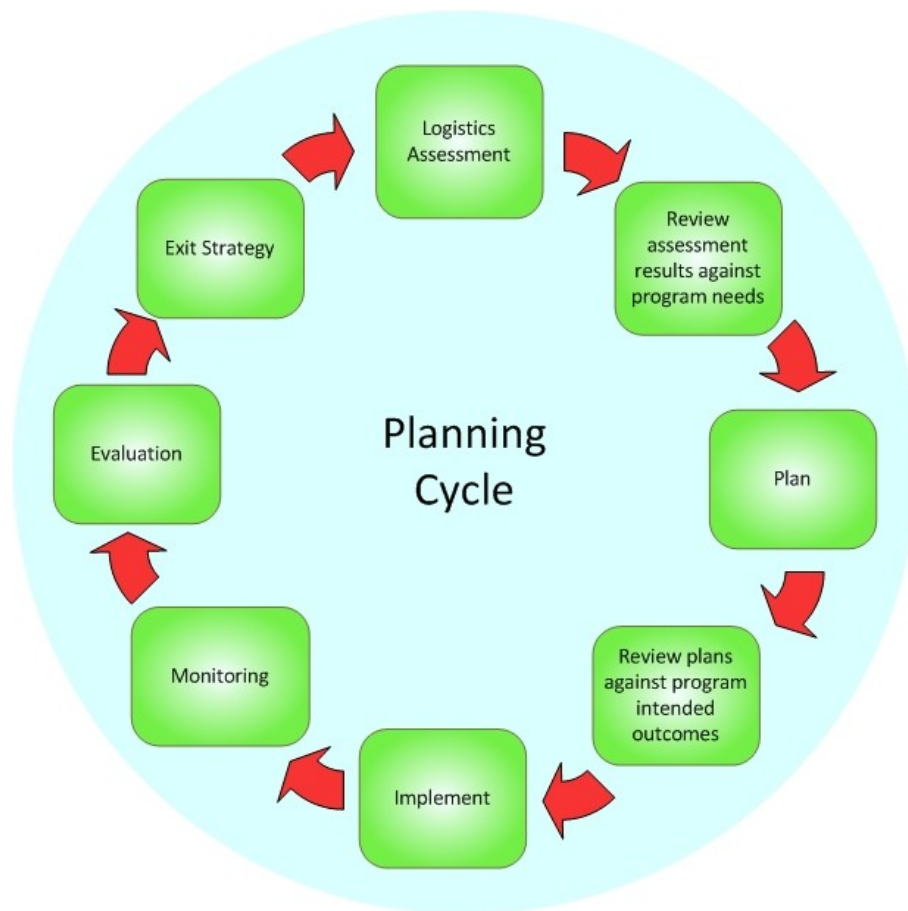 Logistics
Assessment
Review
assessment
results against
program needs
Plan
Review plans
against program
intended
outcomes
Implement
Monitoring
Evaluation
Exit Strategy
Planning
Cycle